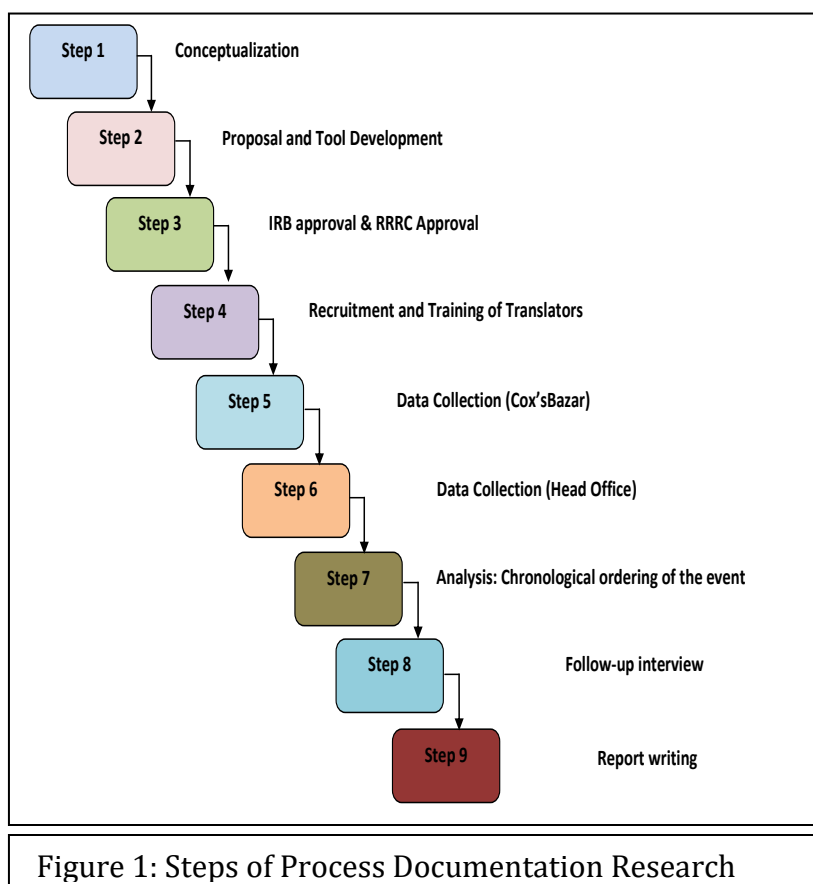 Step 1 Conceptualization
Step 2 Proposal and Tool Development
Step 3 IRB approval & RRRC Approval
Step 4 Recruitment and Training of Translators
Step 5 Data Collection (Cox'sBazar)
Step 6 Data Collection (Head Office)
Step 7 Analysis: Chronological ordering of the event
Step 8 Follow-up interview
Step 9 Report writing
Figure 1: Steps of Process Documentation Research